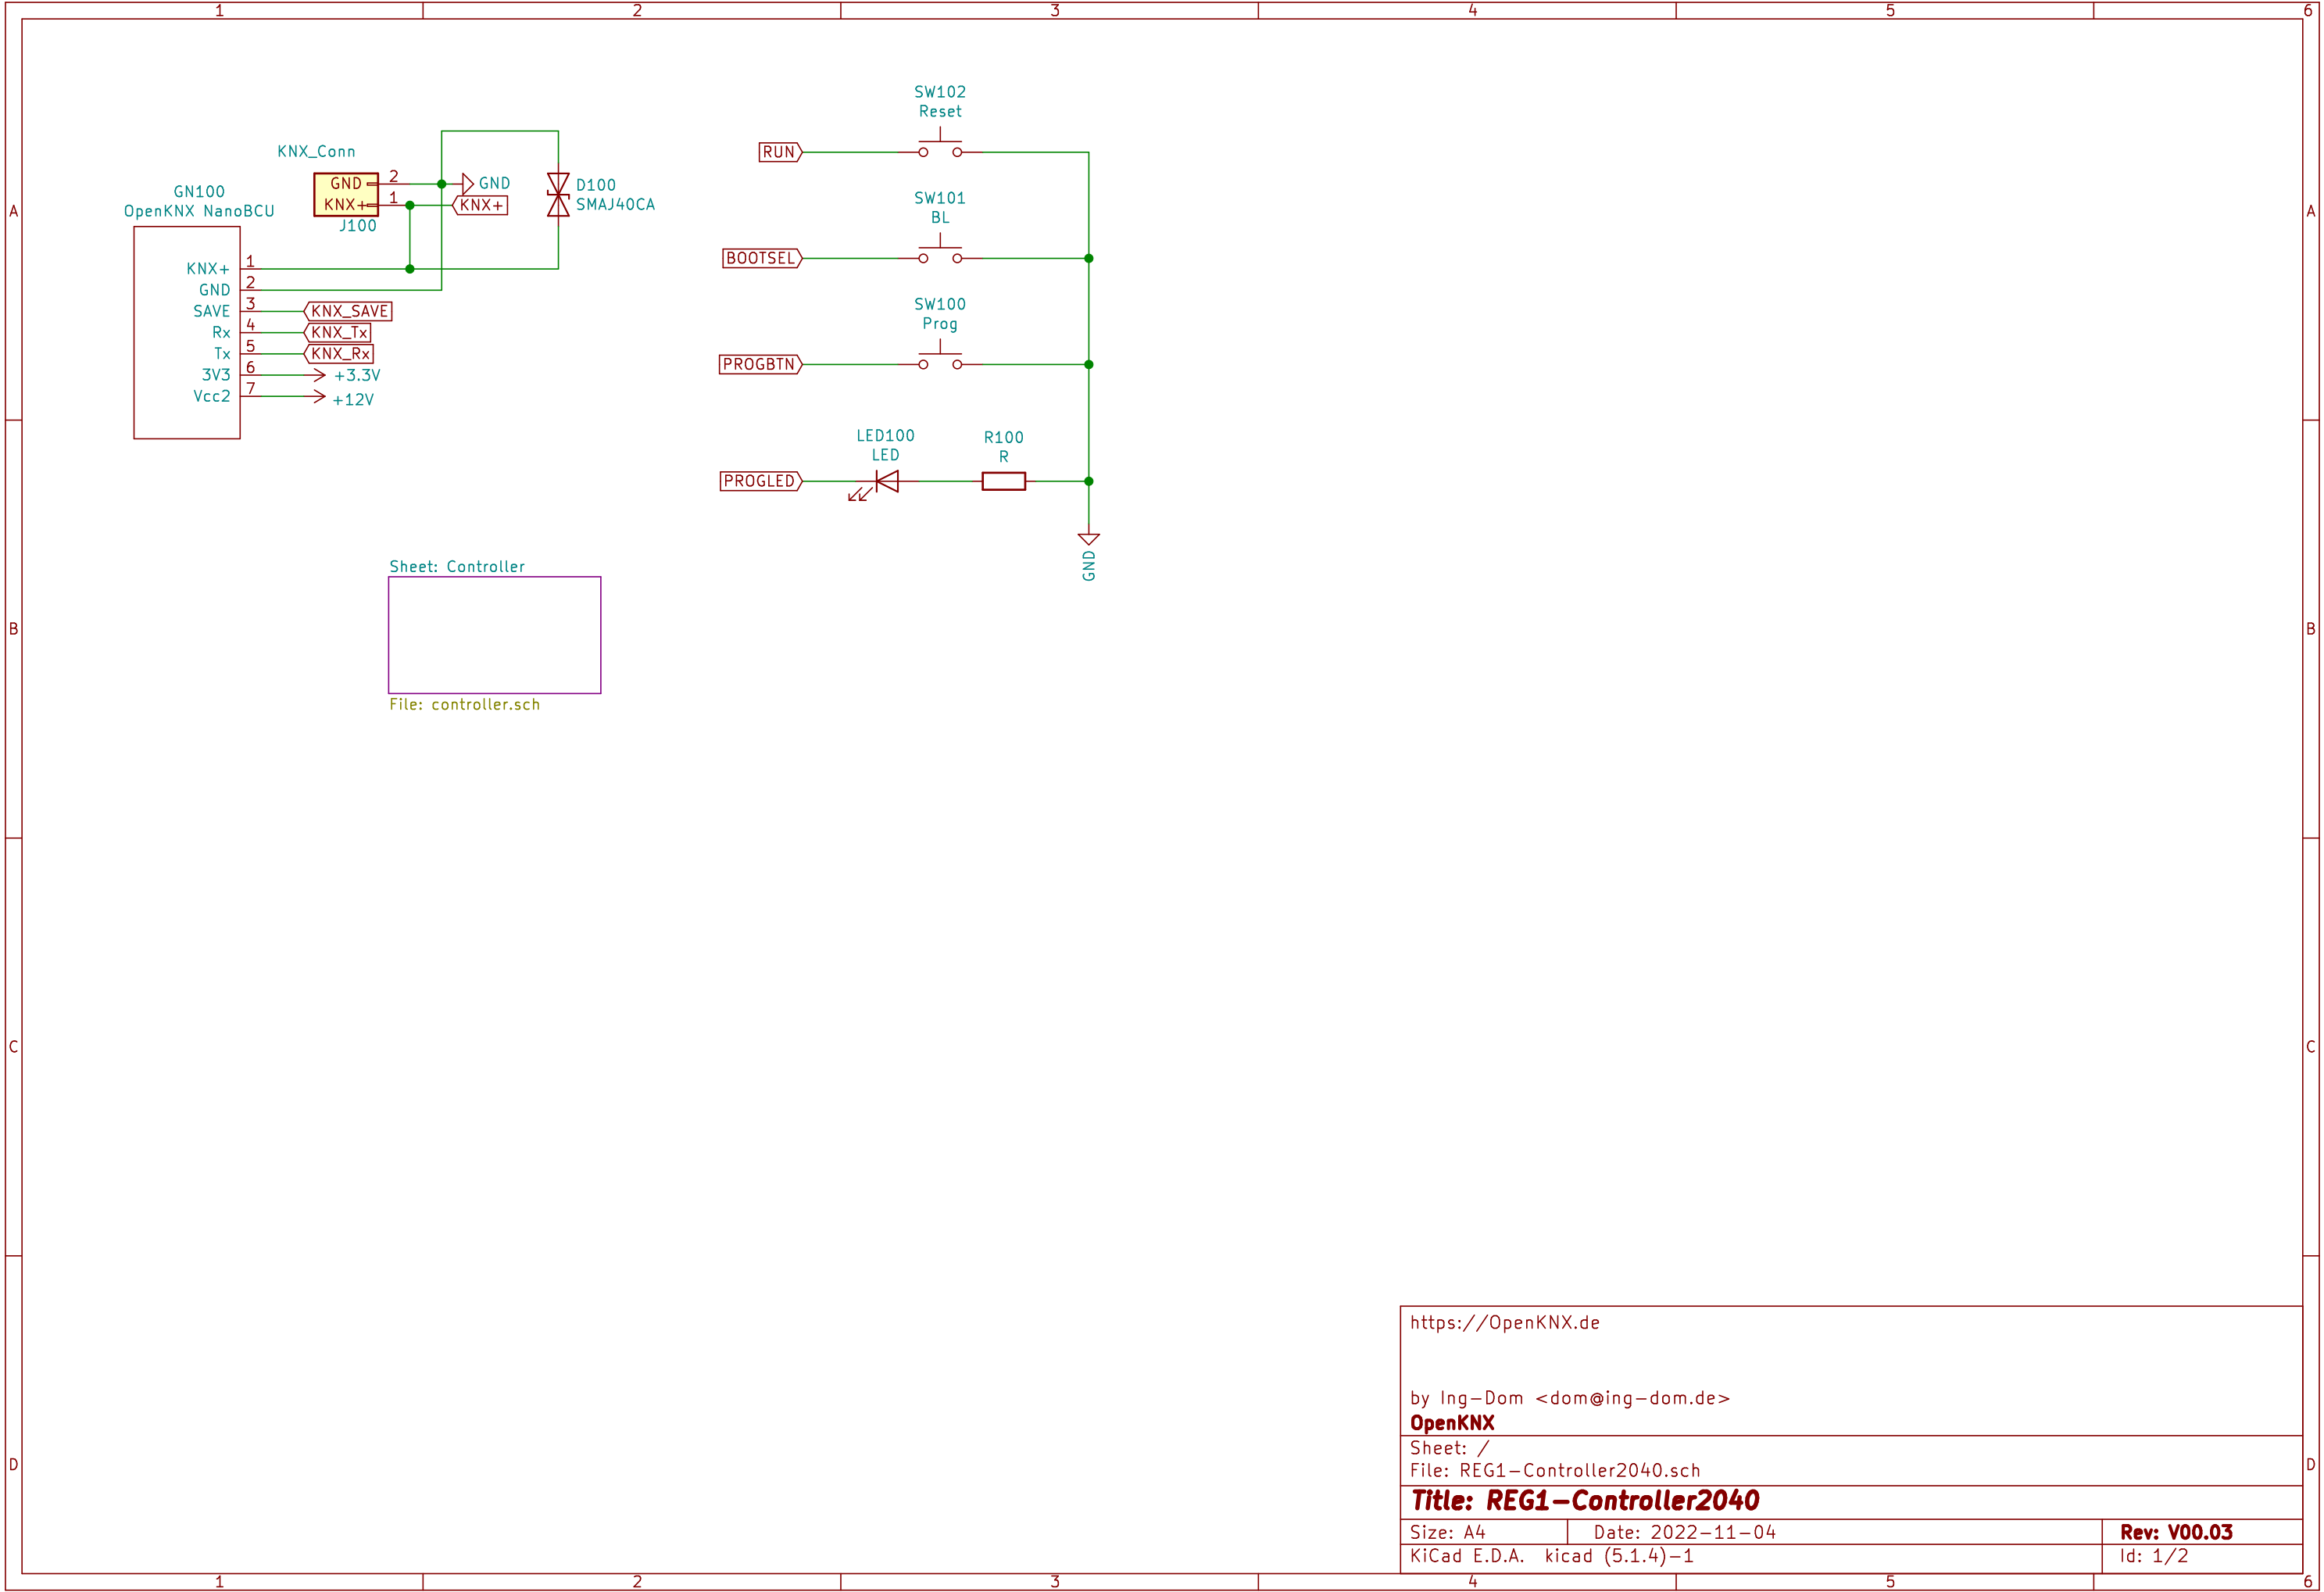 1 2 3 4 5 6
SW102
Reset
RUN
KNX_Conn
GND 2
GND
KNX+ 1
KNX+
J100
D100
SMAJ40CA
GN100
OpenKNX NanoBCU
KNX+ 1
GND 2
SAVE 3 KNX_SAVE
Rx 4 KNX_Tx
Tx 5 KNX_Rx
3V3 6 +3.3V
Vcc2 7 +12V
A
A
SW101
BL
BOOTSEL
SW100
Prog
PROGBTN
LED100
LED
R100
R
PROGLED
GND
Sheet: Controller
File: controller.sch
B
B
C
C
D
D
https://OpenKNX.de
by Ing-Dom <dom@ing-dom.de>
OpenKNX
Sheet: /
File: REG1-Controller2040.sch
Title: REG1-Controller2040
Size: A4
Date: 2022-11-04
Rev: V00.03
KiCad E.D.A. kicad (5.1.4)-1
Id: 1/2
1 2 3 4 5 6